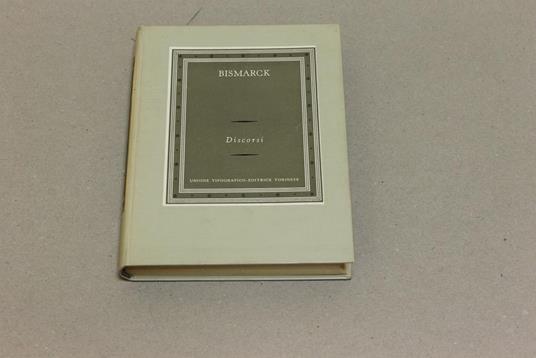 BISMARCK
Discorsi
UNIONE TIPOGRAFICO-EDITRICE TORINESE